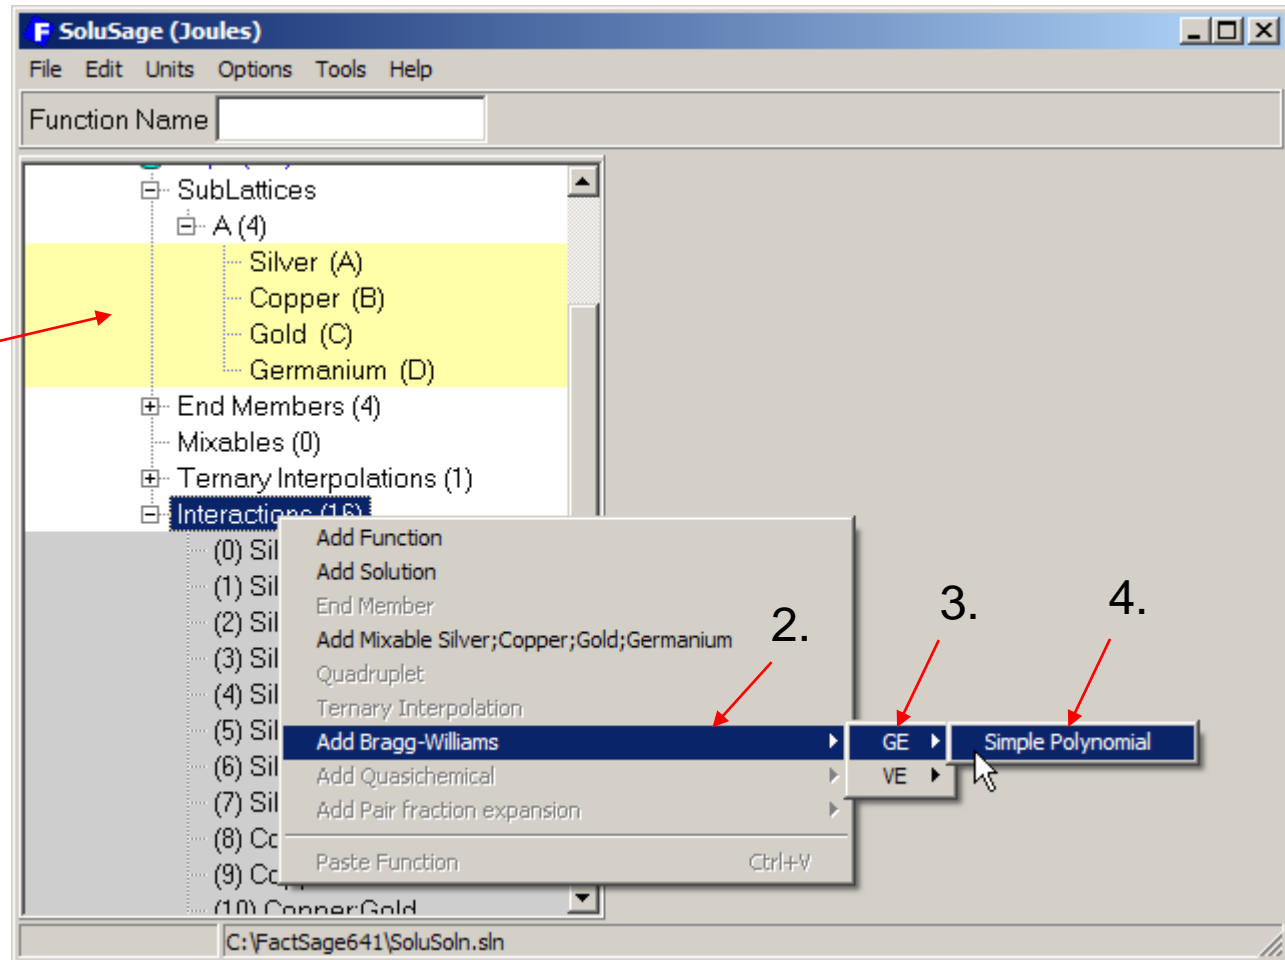 F SoluSage (Joules)
File Edit Units Options Tools Help
Function Name
SubLattices
A (4)
Silver (A)
Copper (B)
Gold (C)
Germanium (D)
End Members (4)
Mixables (0)
Ternary Interpolations (1)
Interactions (16)
(0) Sil
(1) Sil
(2) Sil
(3) Sil
(4) Sil
(5) Sil
(6) Sil
(7) Sil
(8) Cc
(9) Co
(10) Copper:Gold
Add Function
Add Solution
End Member
Add Mixable Silver;Copper;Gold;Germanium
Quadruplet
Ternary Interpolation
Add Bragg-Williams
Add Quasichemical
Add Pair fraction expansion
Paste Function Ctrl+V
2.
3.
4.
GE
VE
Simple Polynomial
C:\FactSage641\SoluSoln.sln